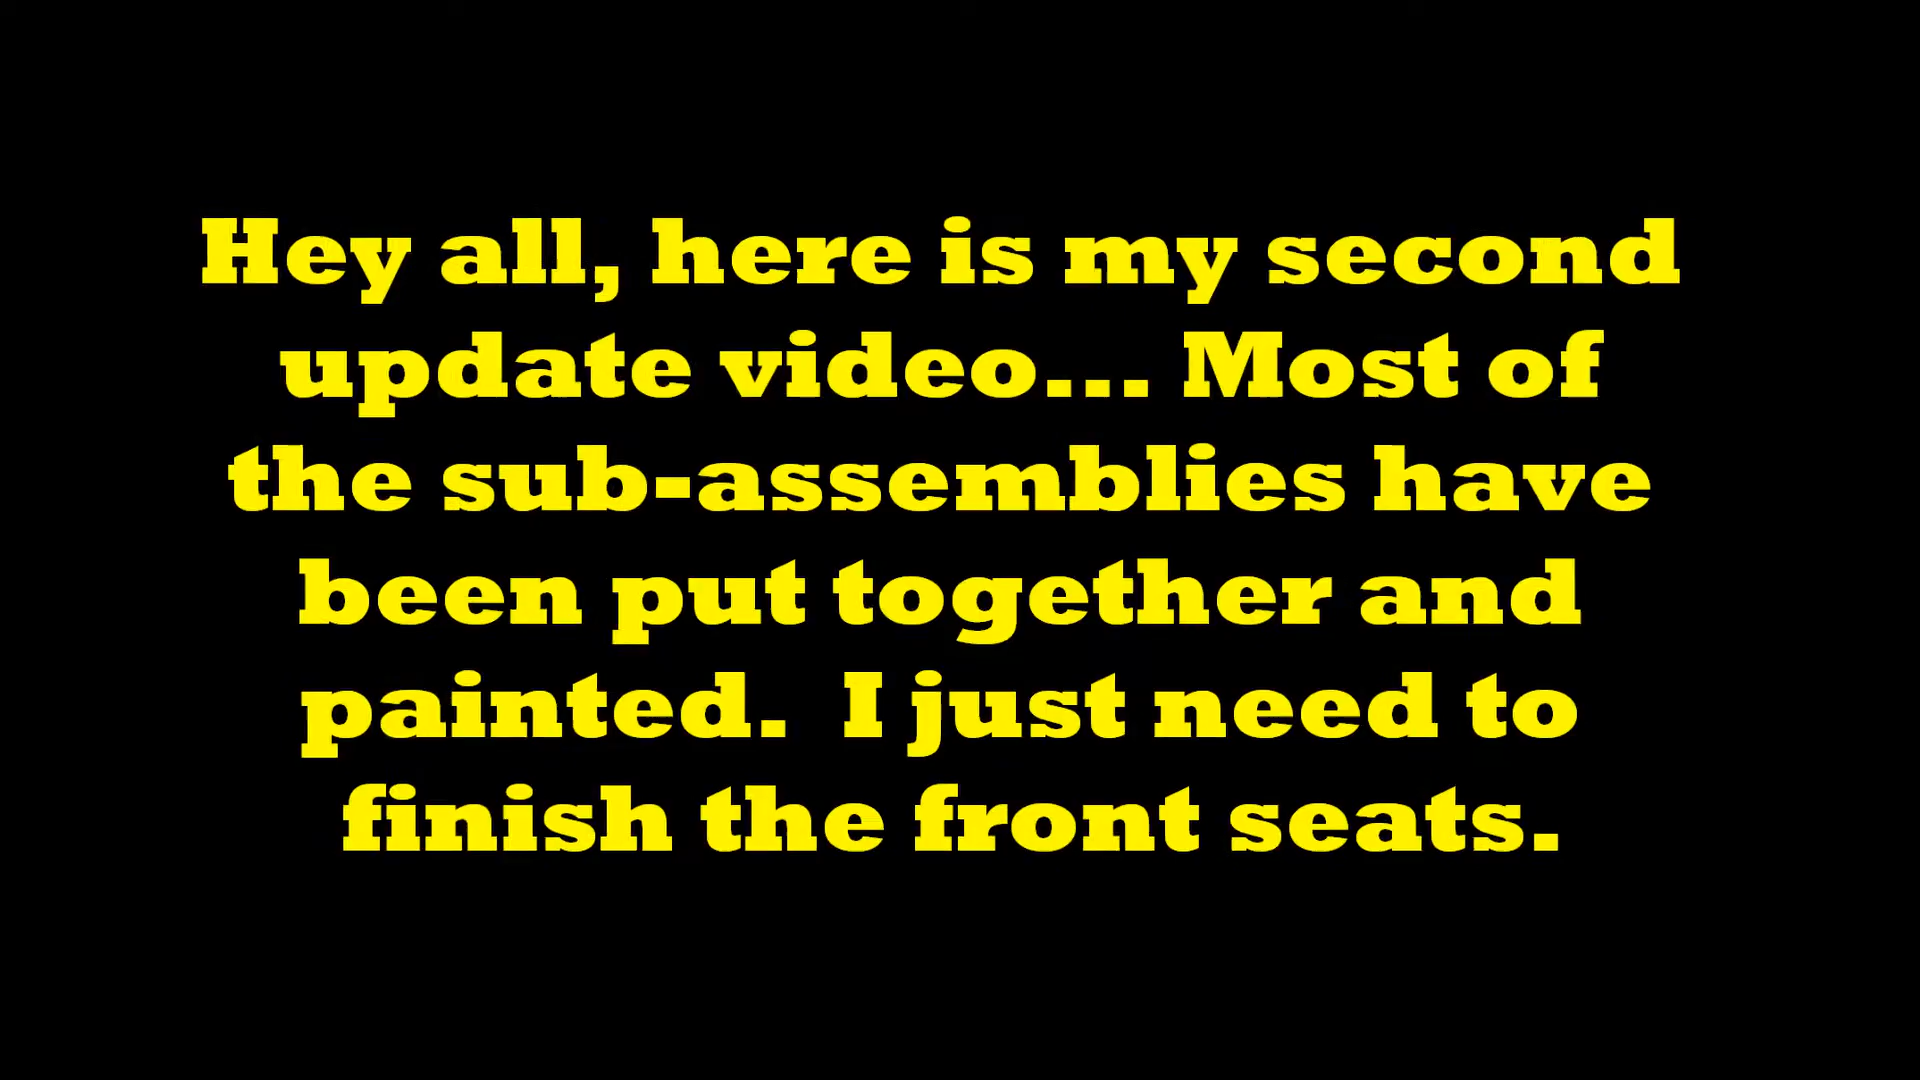 Hey all, here is my second
update video... Most of
the sub-assemblies have
been put together and
painted.  I just need to
finish the front seats.